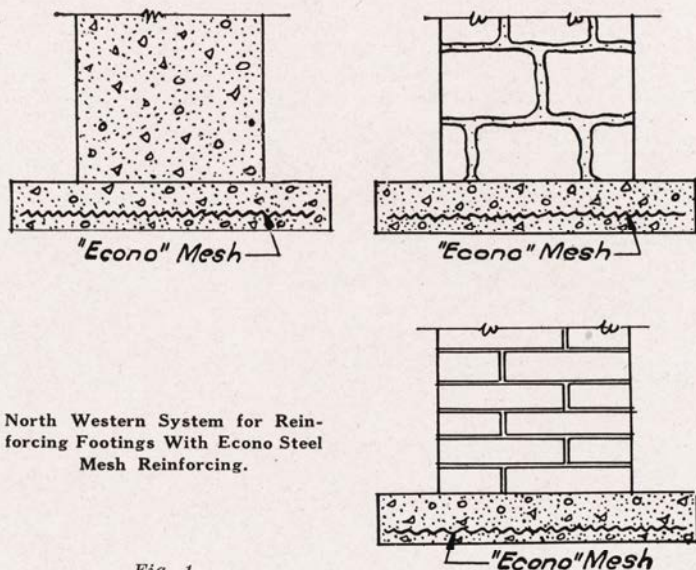 "Econo" Mesh
"Econo" Mesh
North Western System for Rein-
forcing Footings With Econo Steel
Mesh Reinforcing.
"Econo" Mesh
Fig. 1